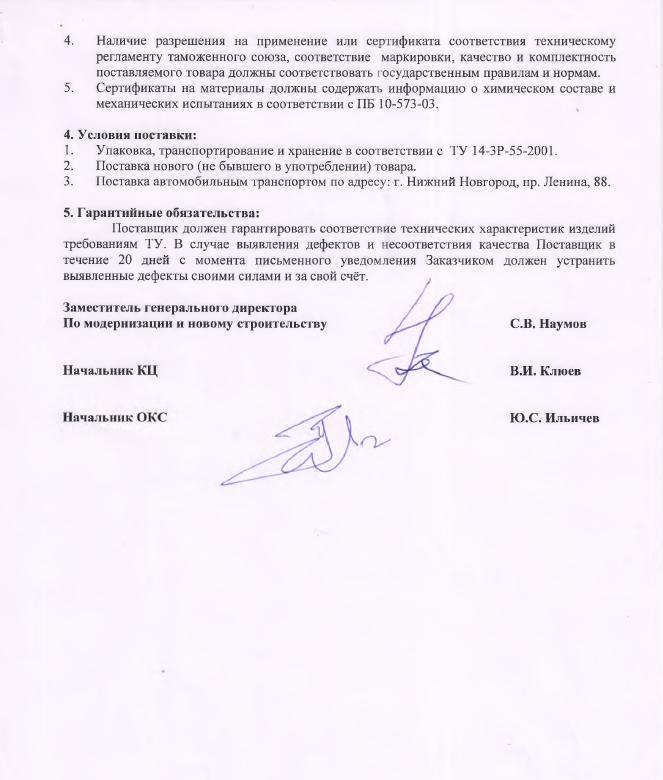 4. Наличие разрешения на применение или сертификата соответствия техническому
регламенту таможенного союза, соответствие маркировки, качество и комплектность
поставляемого товара должны соответствовать государственным правилам и нормам.
5. Сертификаты на материалы должны содержать информацию о химическом составе и
механических испытаниях в соответствии с ПБ 10-573-03.
4. Условия поставки:
1. Упаковка, транспортирование и хранение в соответствии с ТУ 14-3Р-55-2001.
2. Поставка нового (не бывшего в употреблении) товара.
3. Поставка автомобильным транспортом по адресу: г. Нижний Новгород, пр. Ленина, 88.
5. Гарантийные обязательства:
Поставщик должен гарантировать соответствие технических характеристик изделий
требованиям ТУ. В случае выявления дефектов и несоответствия качества Поставщик в
течение 20 дней с момента письменного уведомления Заказчиком должен устранить
выявленные дефекты своими силами и за свой счёт.
Заместитель генерального директора
По модернизации и новому строительству С.В. Наумов
Начальник КЦ В.И. Клюев
Начальник ОКС Ю.С. Ильичев